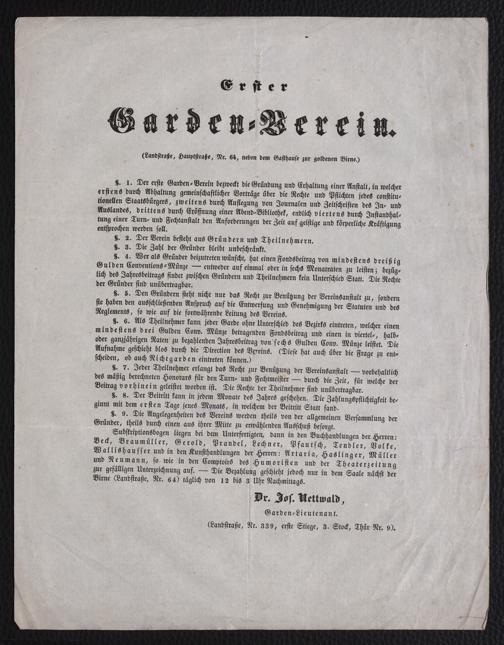 Erster
Garden-Verein.
(Landstraße, Hauptstraße, Nr. 64, neben dem Gasthause zur goldenen Birne.)
§. 1. Der erste Garden-Verein bezweckt die Gründung und Erhaltung einer Anstalt, in welcher
erstens durch Abhaltung gemeinschaftlicher Vorträge über die Rechte und Pflichten jedes constitu-
tionellen Staatsbürgers, zweitens durch Auflegung von Journalen und Zeitschriften des In- und
Auslandes, drittens durch Eröffnung einer Abend-Bibliothek, endlich viertens durch Instandhal-
tung einer Turn- und Fechtanstalt den Anforderungen der Zeit auf geistige und körperliche Kräftigung
entsprochen werden soll.
§. 2. Der Verein besteht aus Gründern und Theilnehmern.
§. 3. Die Zahl der Gründer bleibt unbeschränkt.
§. 4. Wer als Gründer beizutreten wünscht, hat einen Fondsbeitrag von mindestens dreißig
Gulden Conventions-Münze — entweder auf einmal oder in sechs Monatraten zu leisten; bezüg-
lich des Jahresbeitrags findet zwischen Gründern und Theilnehmern kein Unterschied Statt. Die Rechte
der Gründer sind unübertragbar.
§. 5. Den Gründern steht nicht nur das Recht zur Benützung der Vereinsanstalt zu, sondern
sie haben den ausschließenden Anspruch auf die Entwerfung und Genehmigung der Statuten und des
Reglements, so wie auf die fortwährende Leitung des Vereins.
§. 6. Als Theilnehmer kann jeder Garde ohne Unterschied des Bezirks eintreten, welcher einen
mindestens drei Gulden Conv. Münze betragenden Fondsbeitrag und einen in viertel-, halb-
oder ganzjährigen Raten zu bezahlenden Jahresbeitrag von sechs Gulden Conv. Münze leistet. Die
Aufnahme geschieht blos durch die Direction des Vereins. (Diese hat auch über die Frage zu ent-
scheiden, ob auch Nichtgarden eintreten können.)
§. 7. Jeder Theilnehmer erlangt das Recht zur Benützung der Vereinsanstalt — vorbehaltlich
des mäßig berechneten Honorars für den Turn- und Fechtmeister — durch die Zeit, für welche der
Beitrag vorhinein geleistet worden ist. Die Rechte der Theilnehmer sind unübertragbar.
§. 8. Der Beitritt kann in jedem Monate des Jahres geschehen. Die Zahlungspflichtigkeit be-
ginnt mit dem ersten Tage jenes Monats, in welchem der Beitritt Statt fand.
§. 9. Die Angelegenheiten des Vereins werden theils von der allgemeinen Versammlung der
Gründer, theils durch einen aus ihrer Mitte zu erwählenden Ausschuß besorgt.
Subskriptionsbogen liegen bei dem Unterfertigten, dann in den Buchhandlungen der Herren:
Beck, Braumüller, Gerold, Prandel, Lechner, Pfautsch, Tendler, Volke,
Wallishausser und in den Kunsthandlungen der Herren: Artaria, Haslinger, Müller
und Neumann, so wie in den Comptoirs des Humoristen und der Theaterzeitung
zur gefälligen Unterzeichnung auf. — Die Bezahlung geschieht jedoch nur in dem Saale nächst der
Birne (Landstraße, Nr. 64) täglich von 12 bis 3 Uhr Nachmittags.
Dr. Jos. Nettwald,
Garden-Lieutenant.
(Landstraße, Nr. 339, erste Stiege, 3. Stock, Thür Nr. 9).